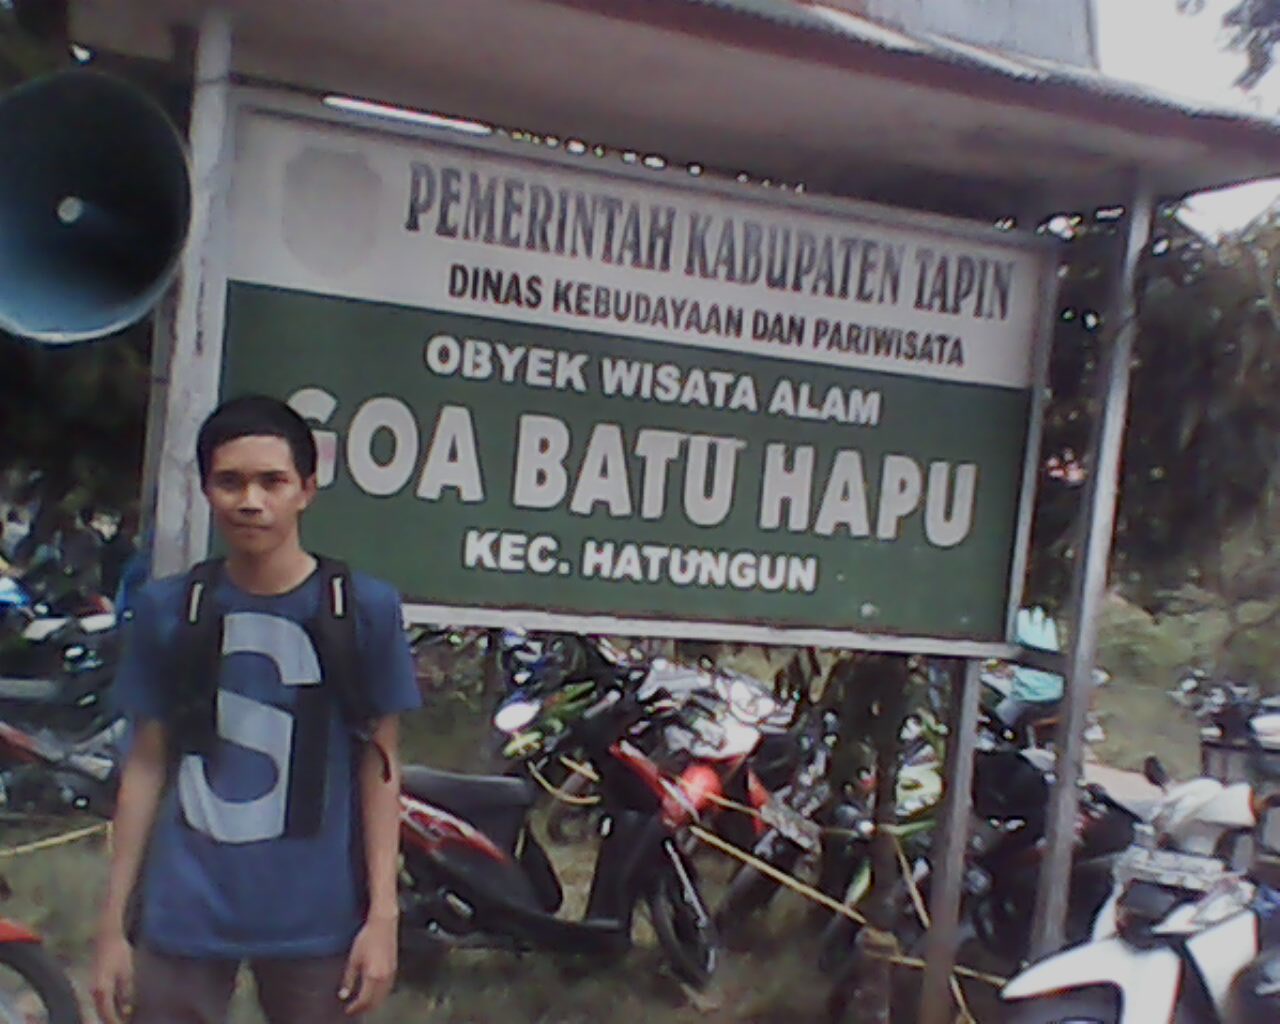 PEMERINTAH KABUPATEN TAPIN
DINAS KEBUDAYAAN DAN PARIWISATA
OBYEK WISATA ALAM
GOA BATU HAPU
KEC. HATUNGUN
S